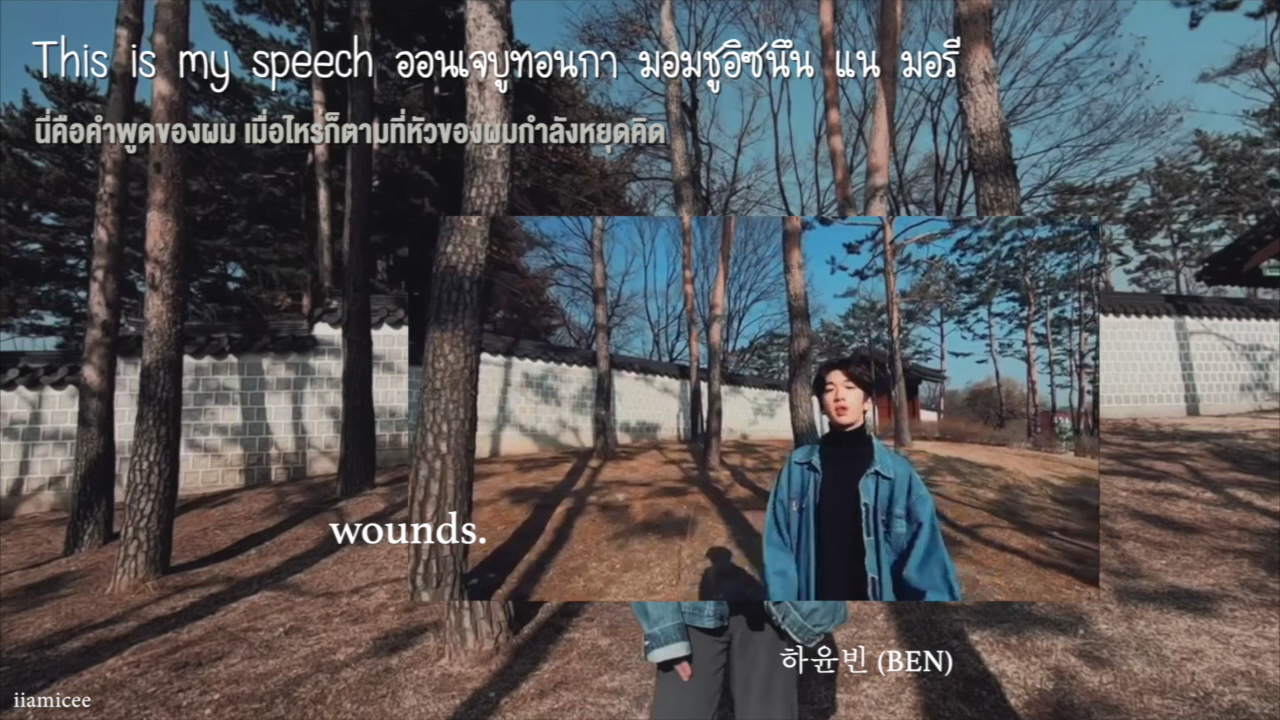 This is my speech ออนเจบูทอนกา มอมชูอิซนึน แน มอรี
นี่คือคำพูดของผม เมื่อไหร่ก็ตามที่หัวของผมกำลังหยุดคิด
wounds.
하윤빈 (BEN)
iiamicee